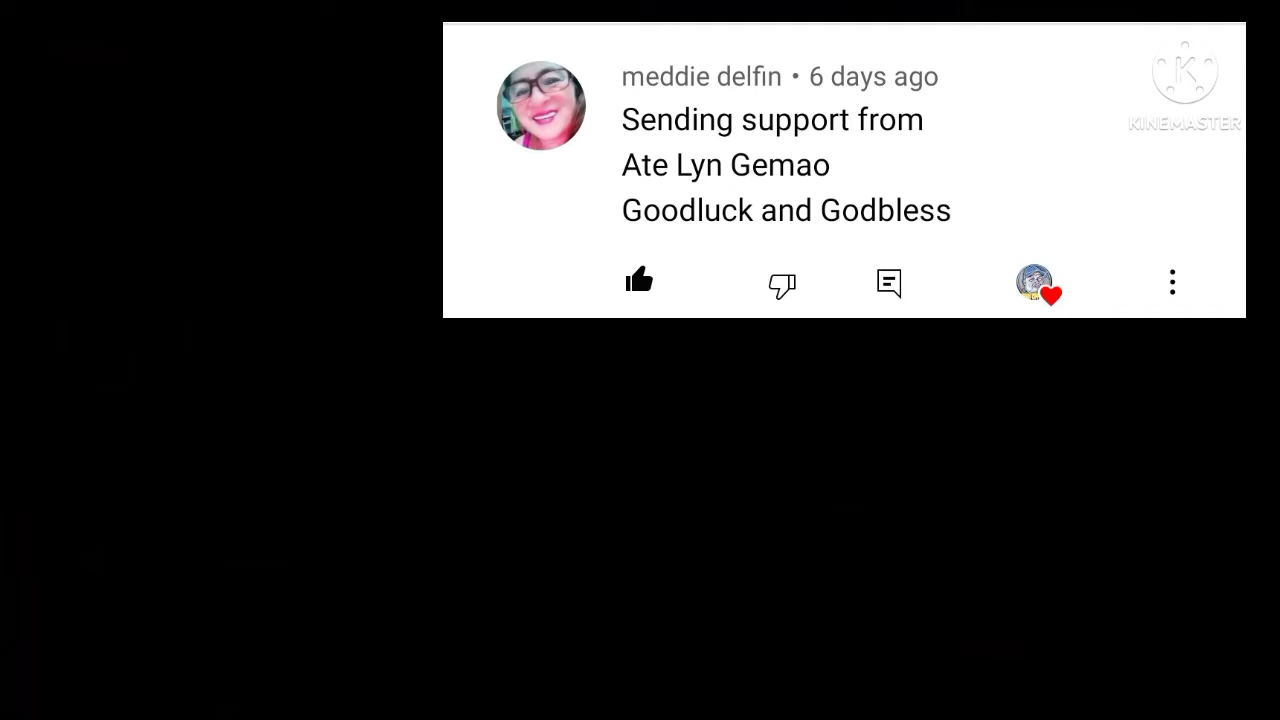 meddie delfin • 6 days ago
Sending support from
Ate Lyn Gemao
Goodluck and Godbless
KINEMASTER